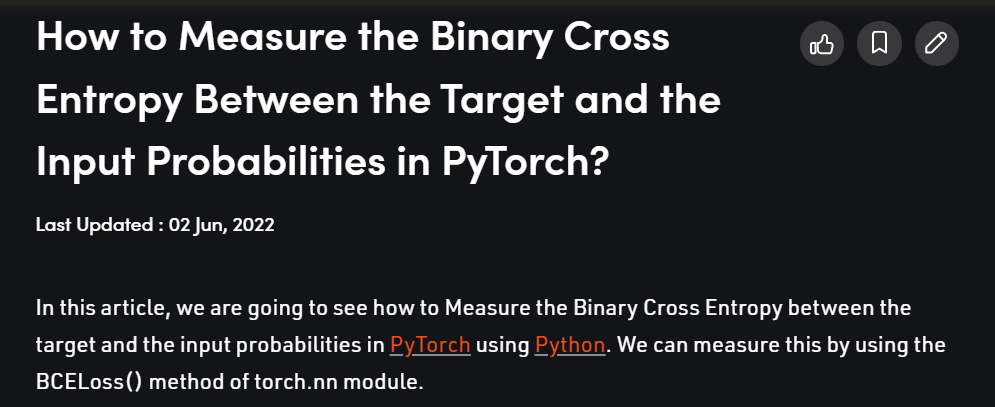 How to Measure the Binary Cross
Entropy Between the Target and the
Input Probabilities in PyTorch?
Last Updated : 02 Jun, 2022
In this article, we are going to see how to Measure the Binary Cross Entropy between the
target and the input probabilities in PyTorch using Python. We can measure this by using the
BCELoss() method of torch.nn module.